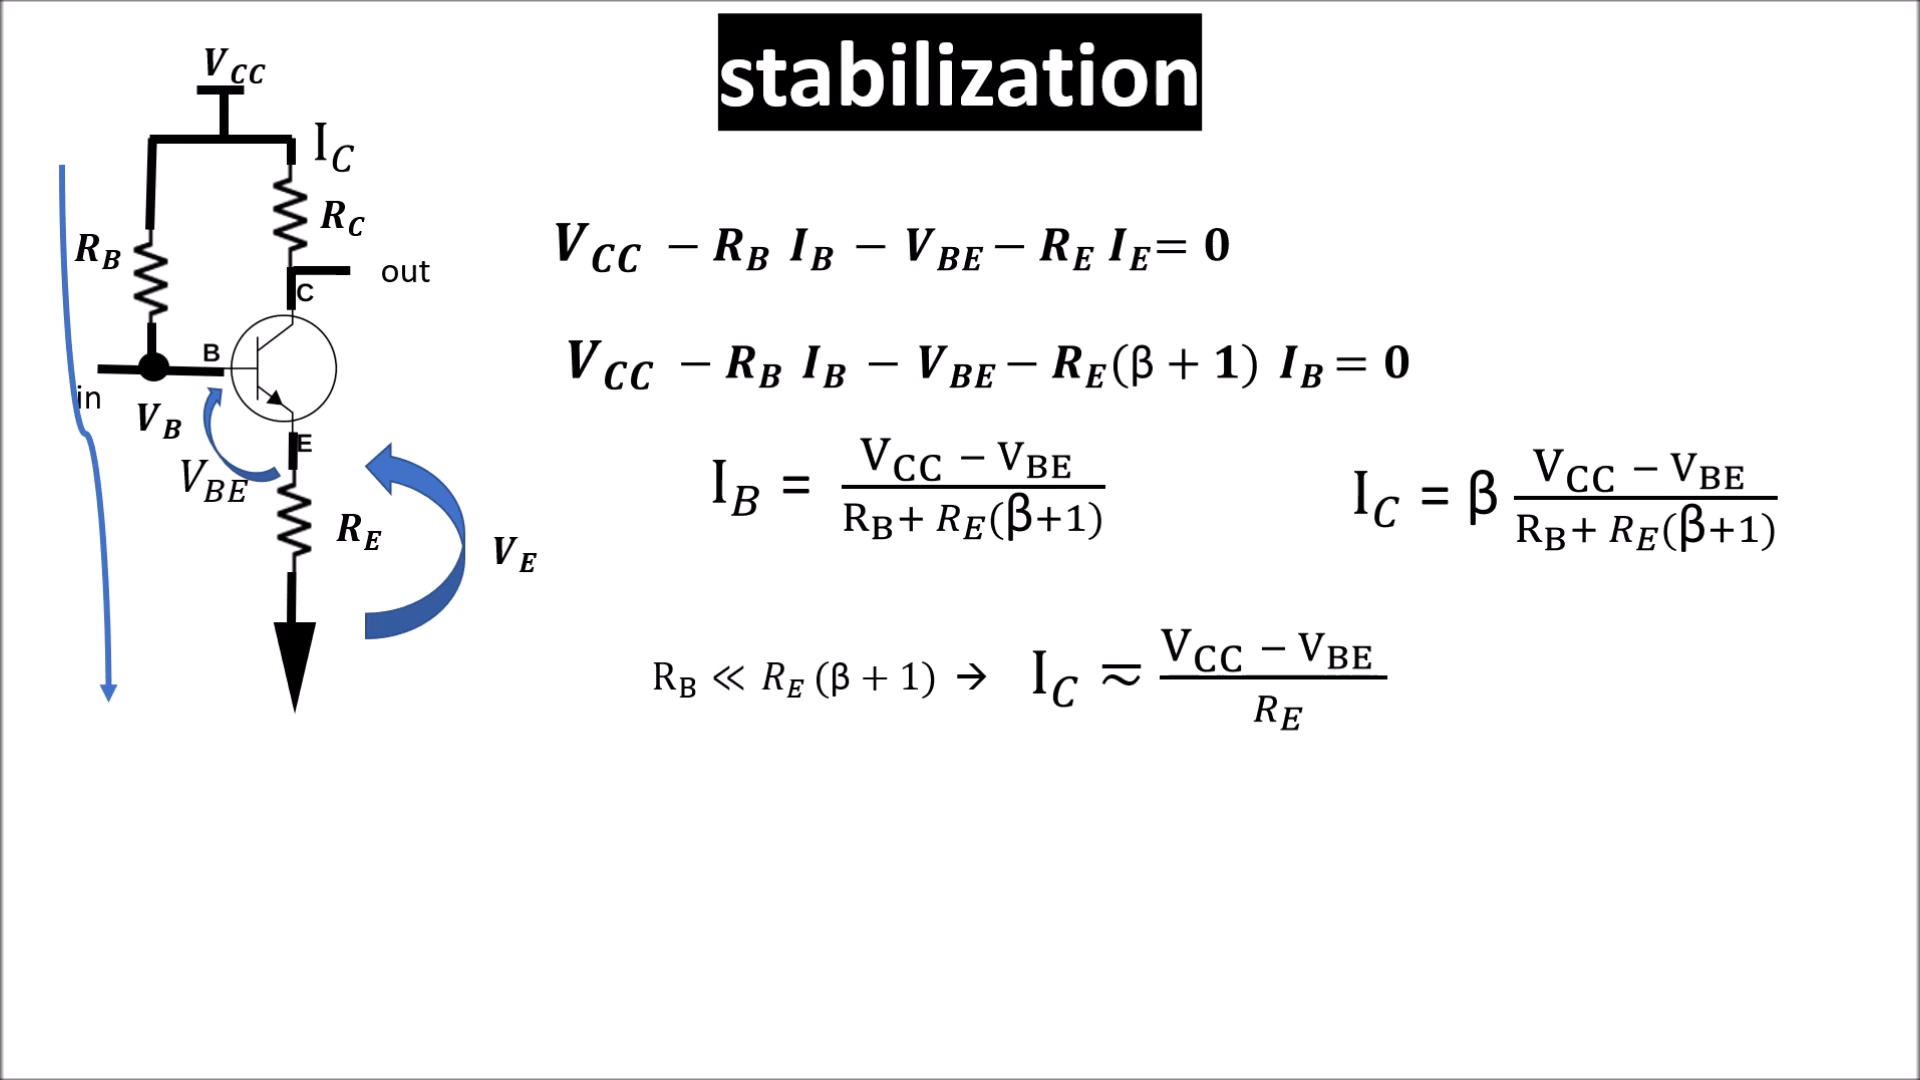 stabilization
V_CC
I_C
R_C
R_B
out
C
B
in
V_B
E
V_BE
R_E
V_E
V_CC − R_B I_B − V_BE − R_E I_E = 0
V_CC − R_B I_B − V_BE − R_E(β + 1) I_B = 0
I_B = (V_CC − V_BE)/(R_B + R_E(β+1))
I_C = β (V_CC − V_BE)/(R_B + R_E(β+1))
R_B ≪ R_E (β + 1) → I_C ≈ (V_CC − V_BE)/R_E